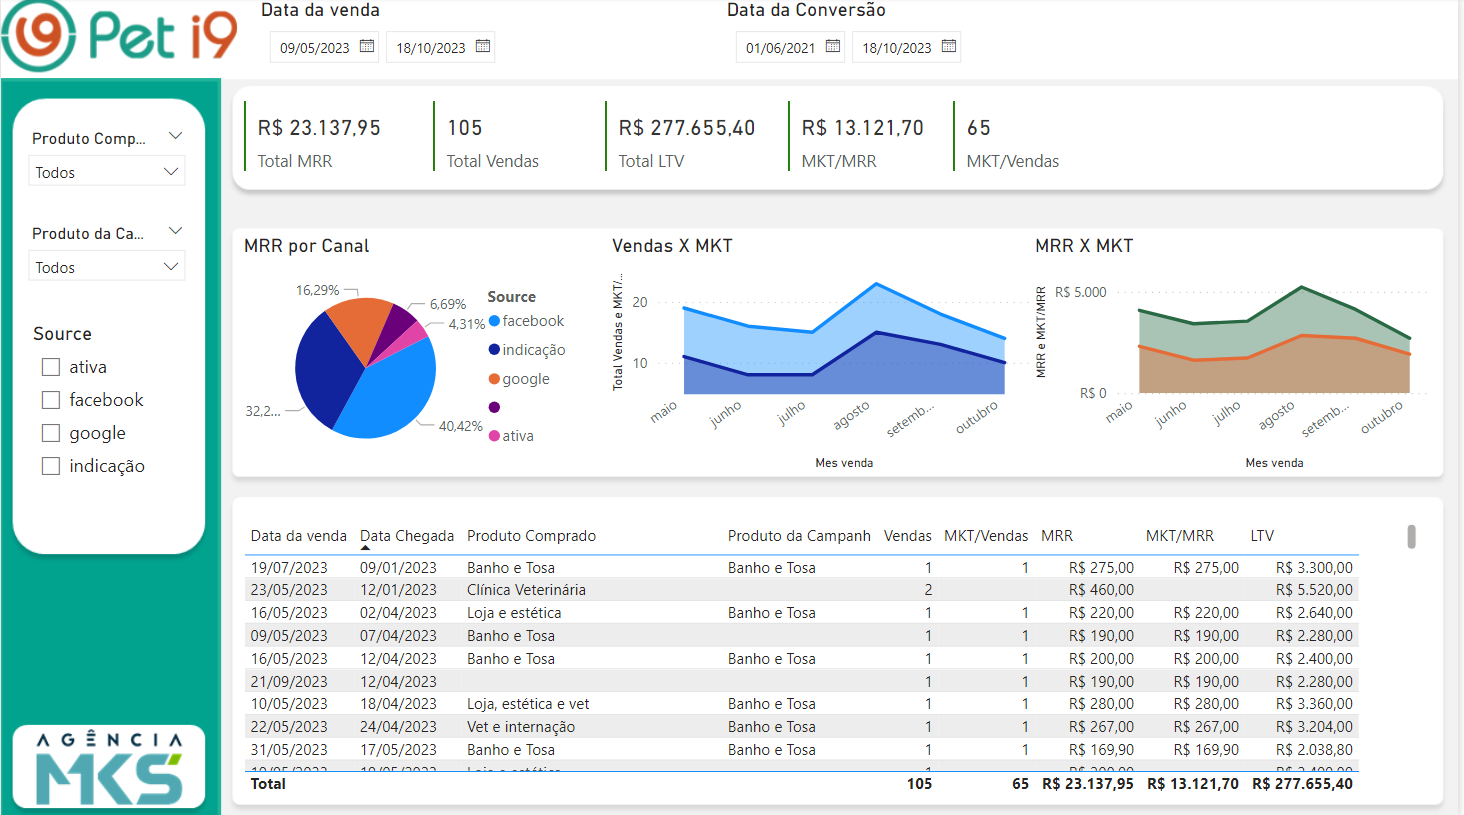 Pet i9
Data da venda
09/05/2023
18/10/2023
Data da Conversão
01/06/2021
18/10/2023
Produto Comp...
Todos
Produto da Ca...
Todos
Source
ativa
facebook
google
indicação
AGÊNCIA
MKS
R$ 23.137,95
Total MRR
105
Total Vendas
R$ 277.655,40
Total LTV
R$ 13.121,70
MKT/MRR
65
MKT/Vendas
MRR por Canal
16,29%
6,69%
4,31%
32,2...
40,42%
Source
facebook
indicação
google
ativa
Vendas X MKT
Total Vendas e MKT/...
20
10
maio
junho
julho
agosto
setemb...
outubro
Mes venda
MRR X MKT
MRR e MKT/MRR
R$ 5.000
R$ 0
maio
junho
julho
agosto
setemb...
outubro
Mes venda
Data da venda Data Chegada Produto Comprado Produto da Campanh Vendas MKT/Vendas MRR MKT/MRR LTV
19/07/2023 09/01/2023 Banho e Tosa Banho e Tosa 1 1 R$ 275,00 R$ 275,00 R$ 3.300,00
23/05/2023 12/01/2023 Clínica Veterinária 2 R$ 460,00 R$ 5.520,00
16/05/2023 02/04/2023 Loja e estética Banho e Tosa 1 1 R$ 220,00 R$ 220,00 R$ 2.640,00
09/05/2023 07/04/2023 Banho e Tosa 1 1 R$ 190,00 R$ 190,00 R$ 2.280,00
16/05/2023 12/04/2023 Banho e Tosa Banho e Tosa 1 1 R$ 200,00 R$ 200,00 R$ 2.400,00
21/09/2023 12/04/2023 1 1 R$ 190,00 R$ 190,00 R$ 2.280,00
10/05/2023 18/04/2023 Loja, estética e vet Banho e Tosa 1 1 R$ 280,00 R$ 280,00 R$ 3.360,00
22/05/2023 24/04/2023 Vet e internação Banho e Tosa 1 1 R$ 267,00 R$ 267,00 R$ 3.204,00
31/05/2023 17/05/2023 Banho e Tosa Banho e Tosa 1 1 R$ 169,90 R$ 169,90 R$ 2.038,80
Total 105 65 R$ 23.137,95 R$ 13.121,70 R$ 277.655,40